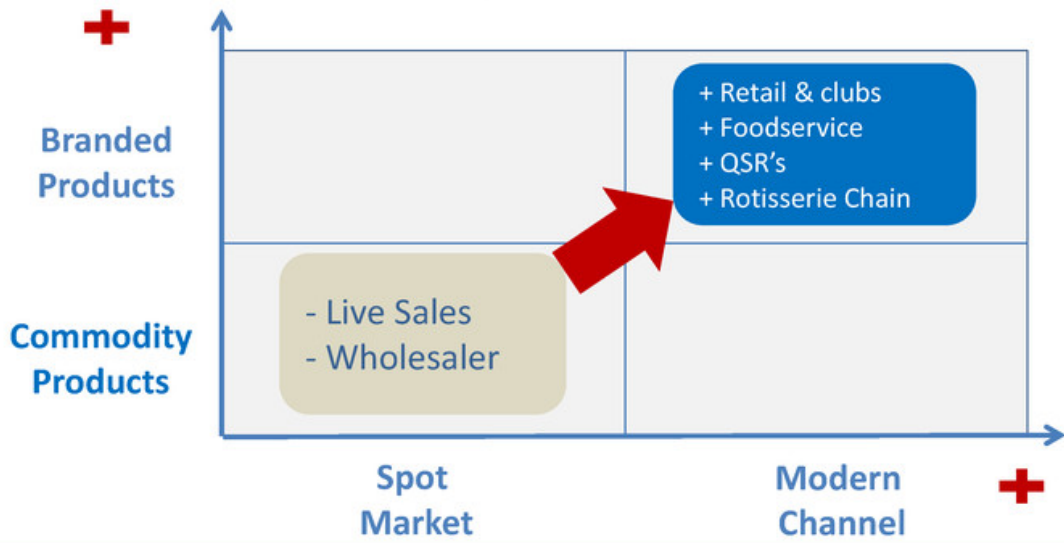 Branded
Products
+ Retail & clubs
+ Foodservice
+ QSR's
+ Rotisserie Chain
Commodity
Products
- Live Sales
- Wholesaler
Spot
Market
Modern
Channel